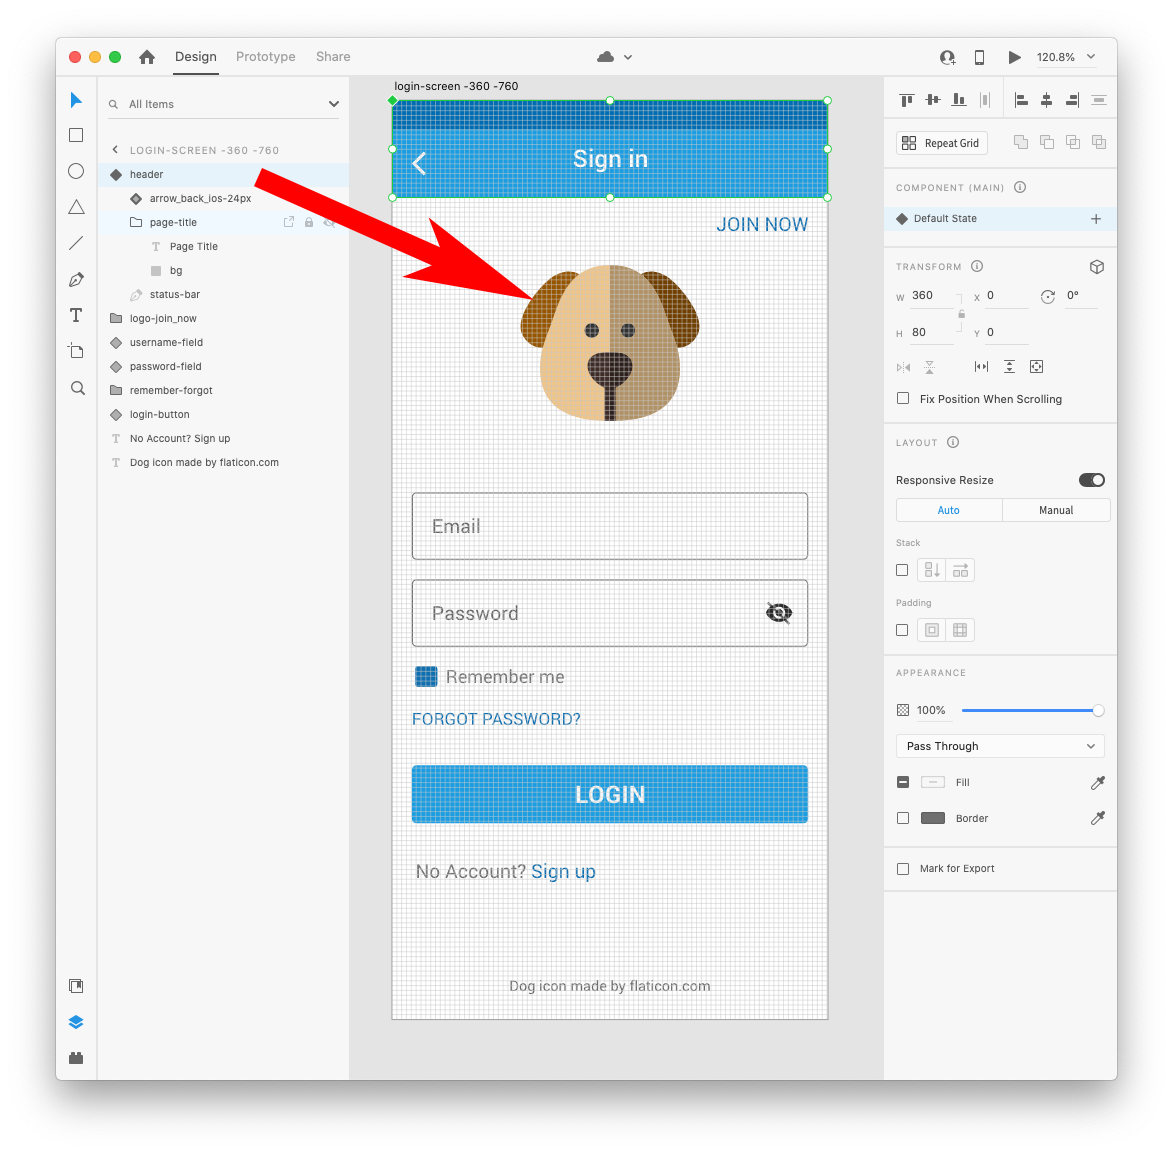 Design Prototype Share
120.8%
All Items
LOGIN-SCREEN -360 -760
header
arrow_back_ios-24px
page-title
T Page Title
bg
status-bar
logo-join_now
username-field
password-field
remember-forgot
login-button
T No Account? Sign up
T Dog icon made by flaticon.com
T
login-screen -360 -760
Sign in
JOIN NOW
Email
Password
Remember me
FORGOT PASSWORD?
LOGIN
No Account? Sign up
Dog icon made by flaticon.com
Repeat Grid
COMPONENT (MAIN)
Default State
TRANSFORM
W 360 X 0 0°
H 80 Y 0
Fix Position When Scrolling
LAYOUT
Responsive Resize
Auto Manual
Stack
Padding
APPEARANCE
100%
Pass Through
Fill
Border
Mark for Export